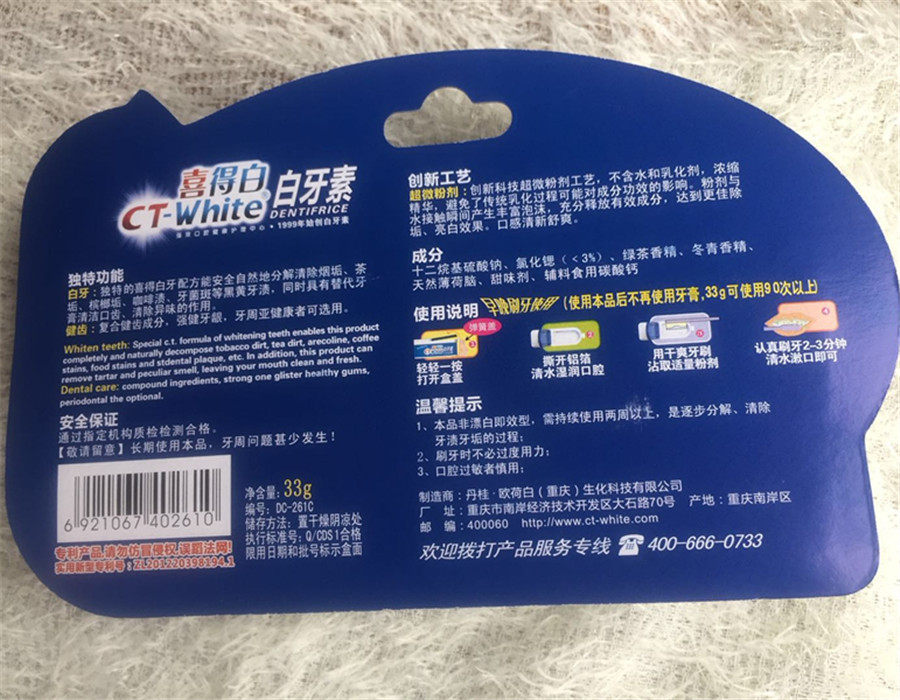 喜得白
CT-White
白牙素
DENTIFRICE
·1999年始创白牙素
独特功能
白牙：独特的喜得白牙配方能安全自然地分解清除烟垢、茶
垢、槟榔垢、咖啡渍、牙菌斑等黑黄牙渍，同时具有替代牙
膏清洁口齿、清除异味的作用。
健齿：复合健齿成分，强健牙龈，牙周亚健康者可选用。
Whiten teeth: Special c.t. formula of whitening teeth enables this product
completely and naturally decompose tobacco dirt, tea dirt, arecoline, coffee
stains, food stains and stdental plaque, etc. In addition, this product can
remove tartar and peculiar smell, leaving your mouth clean and fresh.
Dental care: compound ingredients, strong one glister healthy gums,
periodontal the optional.
安全保证
通过指定机构质检检测合格。
【敬请留意】长期使用本品，牙周问题甚少发生！
6 921067 402610
净含量：33g
编号：DC-261C
储存方法：置干燥阴凉处
执行标准号：Q/CDS1合格
限用日期和批号标示盒面
专利产品,请勿仿冒侵权,误蹈法网!
实用新型专利号：ZL201220398194.1
创新工艺
超微粉剂：创新科技超微粉剂工艺，不含水和乳化剂，浓缩
精华，避免了传统乳化过程可能对成分功效的影响。粉剂与
水接触瞬间产生丰富泡沫，充分释放有效成分，达到更佳除
垢、亮白效果。口感清新舒爽。
成分
十二烷基硫酸钠、氯化锶（<3%）、绿茶香精、冬青香精、
天然薄荷脑、甜味剂、辅料食用碳酸钙
使用说明 早晚刷牙使用（使用本品后不再使用牙膏,33g可使用90次以上）
弹簧盖
轻轻一按
打开盒盖
撕开铝箔
清水湿润口腔
用干爽牙刷
沾取适量粉剂
认真刷牙2-3分钟
清水漱口即可
温馨提示
1、本品非漂白即效型，需持续使用两周以上，是逐步分解、清除
牙渍牙垢的过程；
2、刷牙时不必过度用力；
3、口腔过敏者慎用；
制造商：丹桂·欧荷白（重庆）生化科技有限公司
厂 址：重庆市南岸经济技术开发区大石路70号 产地：重庆南岸区
邮 编：400060 http://www.ct-white.com
欢迎拨打产品服务专线 ☎ 400-666-0733